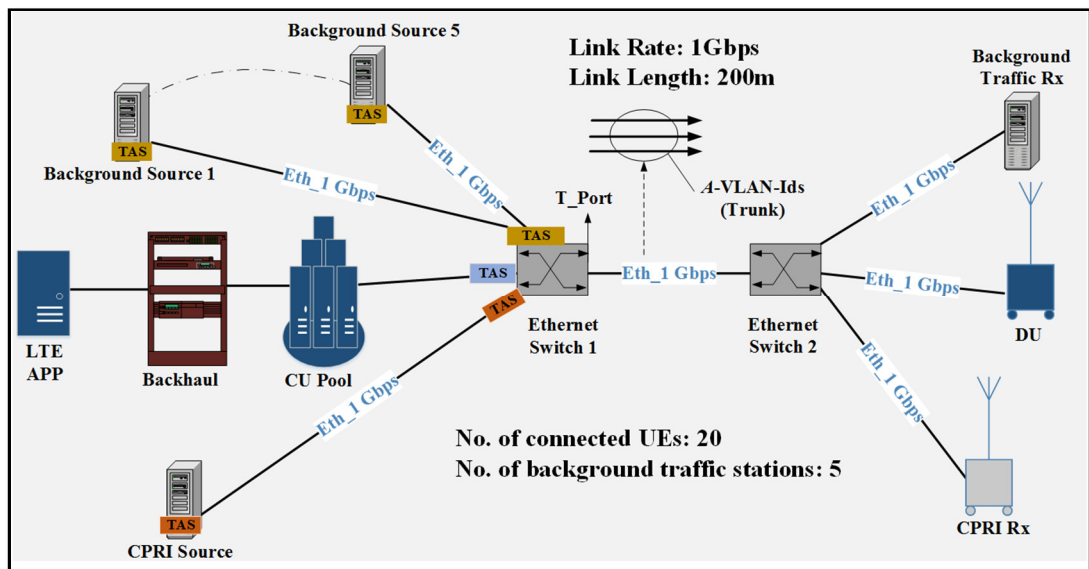 Background Source 5
Link Rate: 1Gbps
Link Length: 200m
Background
Traffic Rx
TAS
TAS
Background Source 1
Eth_1 Gbps
Eth_1 Gbps
A-VLAN-Ids
(Trunk)
T_Port
Eth_1 Gbps
TAS
TAS
TAS
Eth_1 Gbps
Eth_1 Gbps
LTE
APP
Backhaul
CU Pool
Ethernet
Switch 1
Ethernet
Switch 2
DU
Eth_1 Gbps
Eth_1 Gbps
No. of connected UEs: 20
No. of background traffic stations: 5
TAS
CPRI Source
CPRI Rx